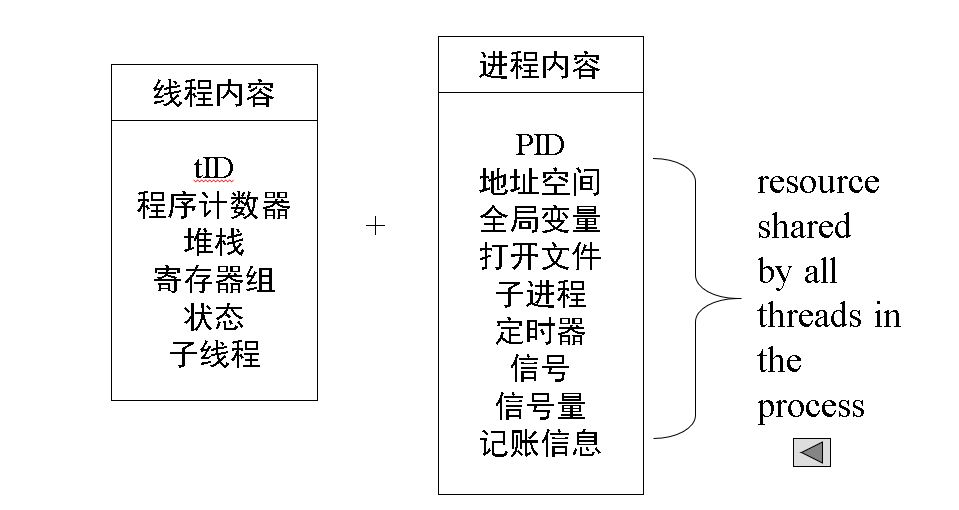 线程内容
tID
程序计数器
堆栈
寄存器组
状态
子线程
+
进程内容
PID
地址空间
全局变量
打开文件
子进程
定时器
信号
信号量
记账信息
resource
shared
by all
threads in
the
process